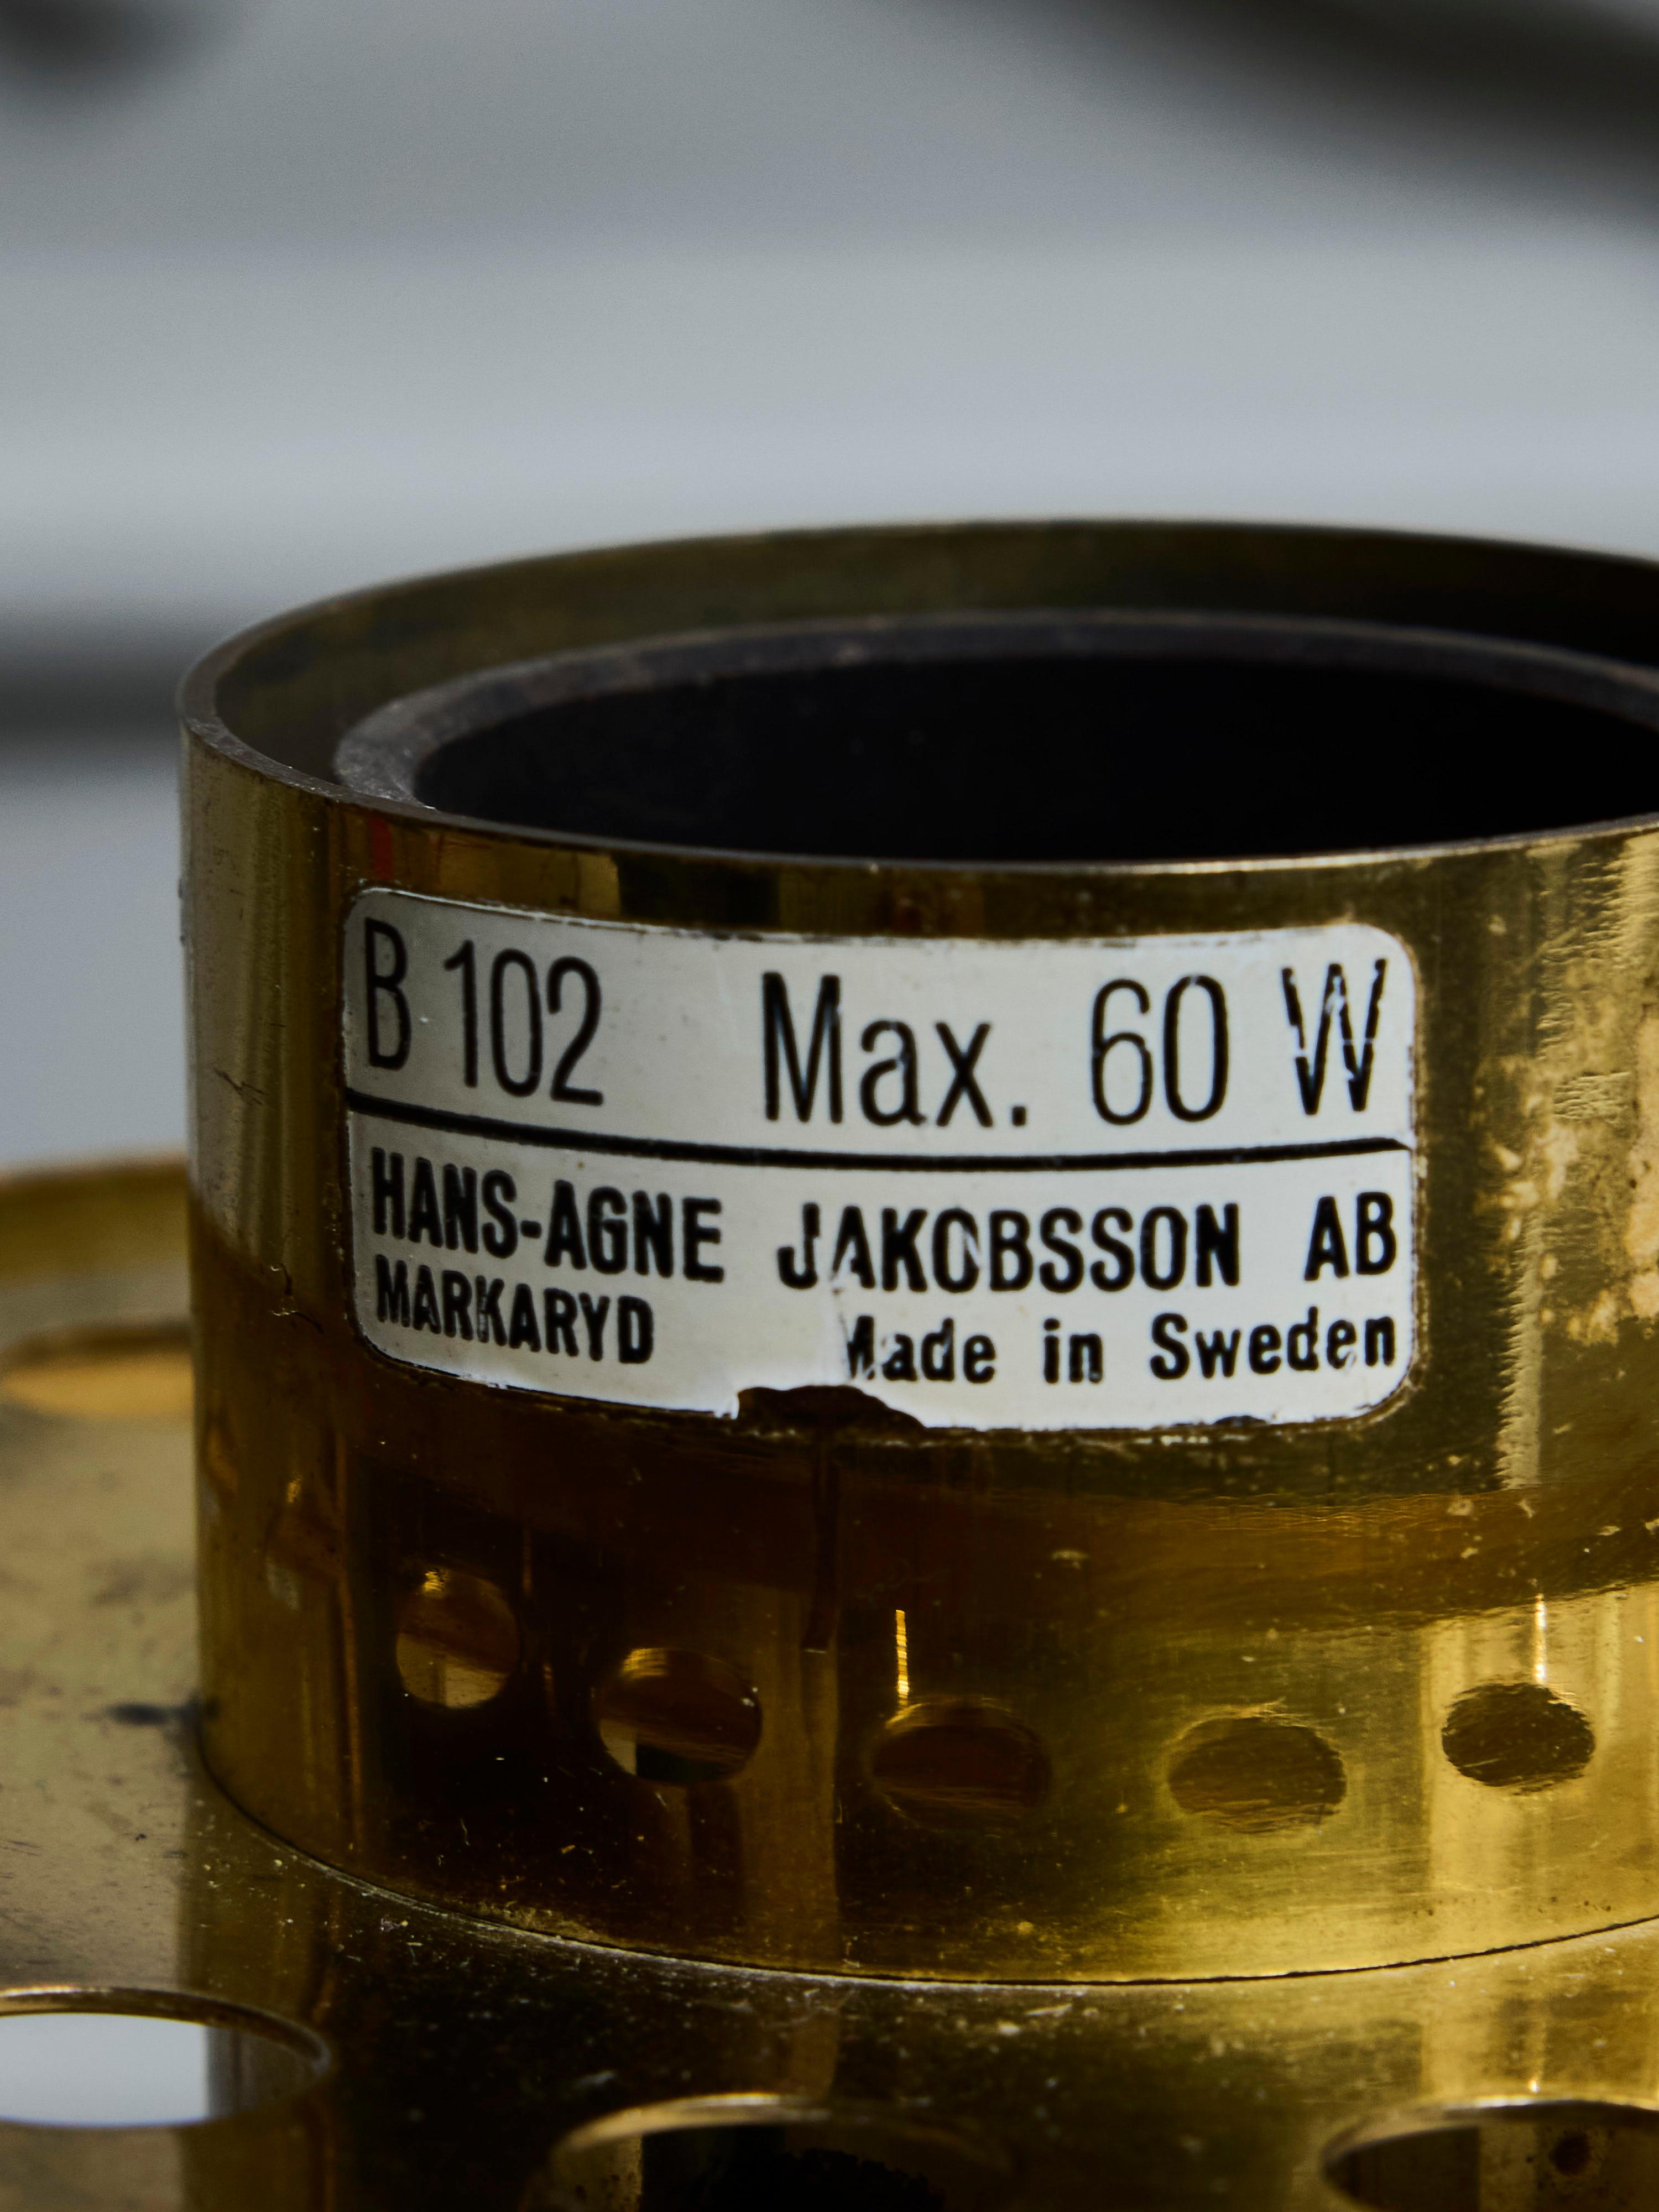 B 102 Max. 60 W
HANS-AGNE JAKOBSSON AB
MARKARYD Made in Sweden